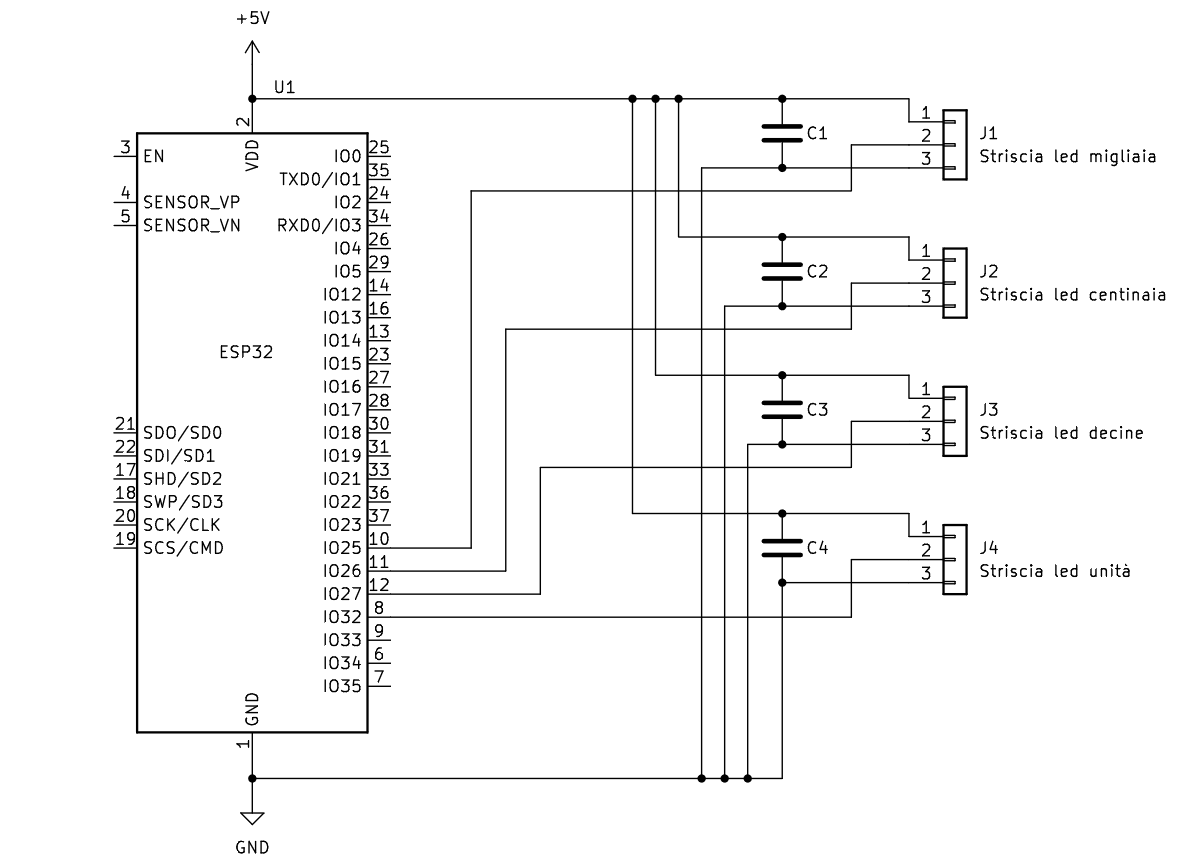 +5V
U1
2
VDD
3 EN
4 SENSOR_VP
5 SENSOR_VN
ESP32
21 SDO/SD0
22 SDI/SD1
17 SHD/SD2
18 SWP/SD3
20 SCK/CLK
19 SCS/CMD
IO0 25
TXD0/IO1 35
IO2 24
RXD0/IO3 34
IO4 26
IO5 29
IO12 14
IO13 16
IO14 13
IO15 23
IO16 27
IO17 28
IO18 30
IO19 31
IO21 33
IO22 36
IO23 37
IO25 10
IO26 11
IO27 12
IO32 8
IO33 9
IO34 6
IO35 7
GND
1
GND
C1
1
2
3
J1
Striscia led migliaia
C2
1
2
3
J2
Striscia led centinaia
C3
1
2
3
J3
Striscia led decine
C4
1
2
3
J4
Striscia led unità